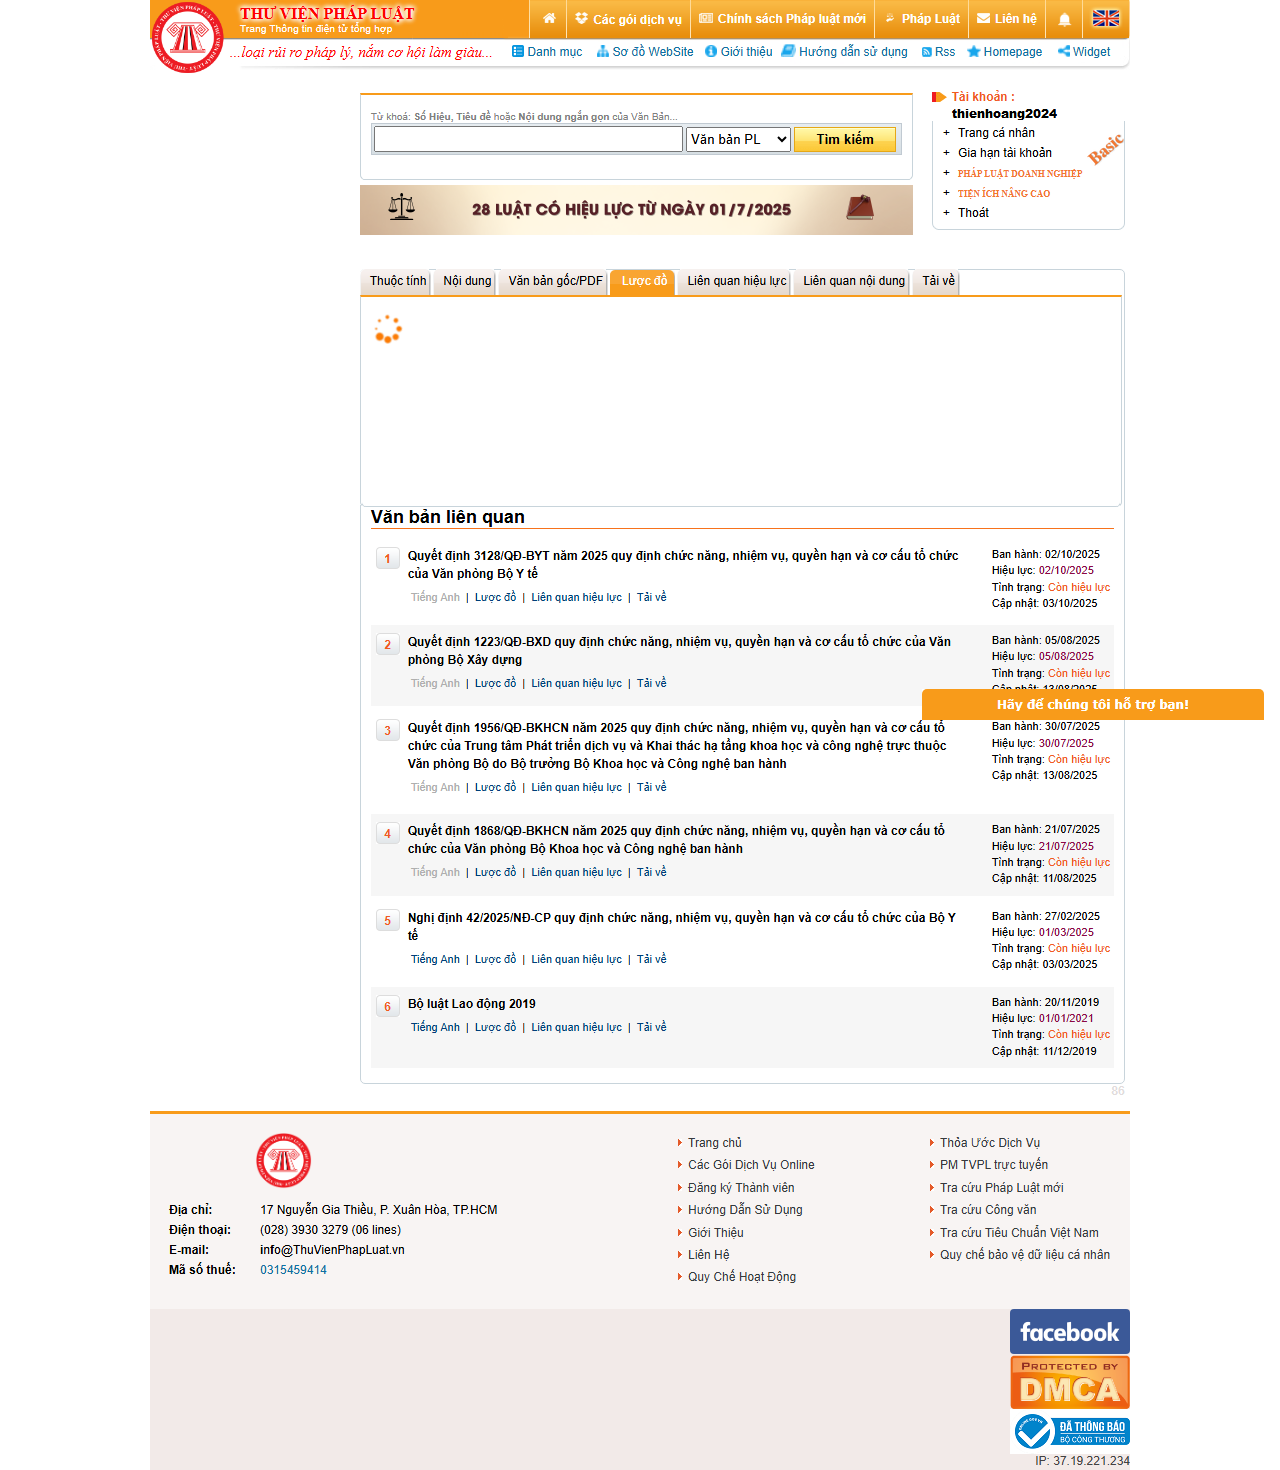 THƯ VIỆN PHÁP LUẬT
Trang Thông tin điện tử tổng hợp
Các gói dịch vụ
Chính sách Pháp luật mới
Pháp Luật
Liên hệ
...loại rủi ro pháp lý, nắm cơ hội làm giàu...
Danh mục
Sơ đồ WebSite
Giới thiệu
Hướng dẫn sử dụng
Rss
Homepage
Widget
Từ khoá: Số Hiệu, Tiêu đề hoặc Nội dung ngắn gọn của Văn Bản...
Văn bản PL
Tìm kiếm
28 LUẬT CÓ HIỆU LỰC TỪ NGÀY 01/7/2025
Tài khoản :
thienhoang2024
+ Trang cá nhân
+ Gia hạn tài khoản
+ PHÁP LUẬT DOANH NGHIỆP
+ TIỆN ÍCH NÂNG CAO
+ Thoát
Basic
Thuộc tính
Nội dung
Văn bản gốc/PDF
Lược đồ
Liên quan hiệu lực
Liên quan nội dung
Tải về
Văn bản liên quan
1
Quyết định 3128/QĐ-BYT năm 2025 quy định chức năng, nhiệm vụ, quyền hạn và cơ cấu tổ chức
của Văn phòng Bộ Y tế
Tiếng Anh | Lược đồ | Liên quan hiệu lực | Tải về
Ban hành: 02/10/2025
Hiệu lực: 02/10/2025
Tình trạng: Còn hiệu lực
Cập nhật: 03/10/2025
2
Quyết định 1223/QĐ-BXD quy định chức năng, nhiệm vụ, quyền hạn và cơ cấu tổ chức của Văn
phòng Bộ Xây dựng
Tiếng Anh | Lược đồ | Liên quan hiệu lực | Tải về
Ban hành: 05/08/2025
Hiệu lực: 05/08/2025
Tình trạng: Còn hiệu lực
Cập nhật: 13/08/2025
Hãy để chúng tôi hỗ trợ bạn!
3
Quyết định 1956/QĐ-BKHCN năm 2025 quy định chức năng, nhiệm vụ, quyền hạn và cơ cấu tổ
chức của Trung tâm Phát triển dịch vụ và Khai thác hạ tầng khoa học và công nghệ trực thuộc
Văn phòng Bộ do Bộ trưởng Bộ Khoa học và Công nghệ ban hành
Tiếng Anh | Lược đồ | Liên quan hiệu lực | Tải về
Ban hành: 30/07/2025
Hiệu lực: 30/07/2025
Tình trạng: Còn hiệu lực
Cập nhật: 13/08/2025
4
Quyết định 1868/QĐ-BKHCN năm 2025 quy định chức năng, nhiệm vụ, quyền hạn và cơ cấu tổ
chức của Văn phòng Bộ Khoa học và Công nghệ ban hành
Tiếng Anh | Lược đồ | Liên quan hiệu lực | Tải về
Ban hành: 21/07/2025
Hiệu lực: 21/07/2025
Tình trạng: Còn hiệu lực
Cập nhật: 11/08/2025
5
Nghị định 42/2025/NĐ-CP quy định chức năng, nhiệm vụ, quyền hạn và cơ cấu tổ chức của Bộ Y
tế
Tiếng Anh | Lược đồ | Liên quan hiệu lực | Tải về
Ban hành: 27/02/2025
Hiệu lực: 01/03/2025
Tình trạng: Còn hiệu lực
Cập nhật: 03/03/2025
6
Bộ luật Lao động 2019
Tiếng Anh | Lược đồ | Liên quan hiệu lực | Tải về
Ban hành: 20/11/2019
Hiệu lực: 01/01/2021
Tình trạng: Còn hiệu lực
Cập nhật: 11/12/2019
86
Địa chỉ: 17 Nguyễn Gia Thiều, P. Xuân Hòa, TP.HCM
Điện thoại: (028) 3930 3279 (06 lines)
E-mail: info@ThuVienPhapLuat.vn
Mã số thuế: 0315459414
Trang chủ
Các Gói Dịch Vụ Online
Đăng ký Thành viên
Hướng Dẫn Sử Dụng
Giới Thiệu
Liên Hệ
Quy Chế Hoạt Động
Thỏa Ước Dịch Vụ
PM TVPL trực tuyến
Tra cứu Pháp Luật mới
Tra cứu Công văn
Tra cứu Tiêu Chuẩn Việt Nam
Quy chế bảo vệ dữ liệu cá nhân
facebook
PROTECTED BY
DMCA
ĐÃ THÔNG BÁO
BỘ CÔNG THƯƠNG
IP: 37.19.221.234